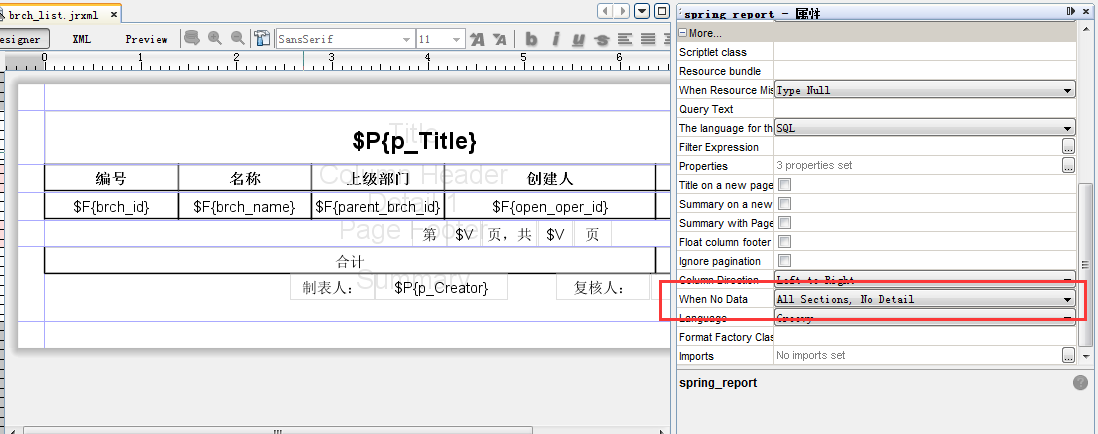 brch_list.jrxml
spring_report - 属性
esigner XML Preview SansSerif 11 A A b i u S
0 1 2 3 4 5 6
Title
$P{p_Title}
Column Header
编号 名称 上级部门 创建人
Detail 1
$F{brch_id} $F{brch_name} $F{parent_brch_id} $F{open_oper_id}
Page Footer
第 $V 页，共 $V 页
合计
Summary
制表人： $P{p_Creator} 复核人：
More...
Scriptlet class
Resource bundle
When Resource Mis Type Null
Query Text
The language for th SQL
Filter Expression ...
Properties 3 properties set ...
Title on a new page
Summary on a new
Summary with Page
Float column footer
Ignore pagination
Column Direction Left to Right
When No Data All Sections, No Detail
Language Groovy
Format Factory Clas
Imports No imports set ...
spring_report
?